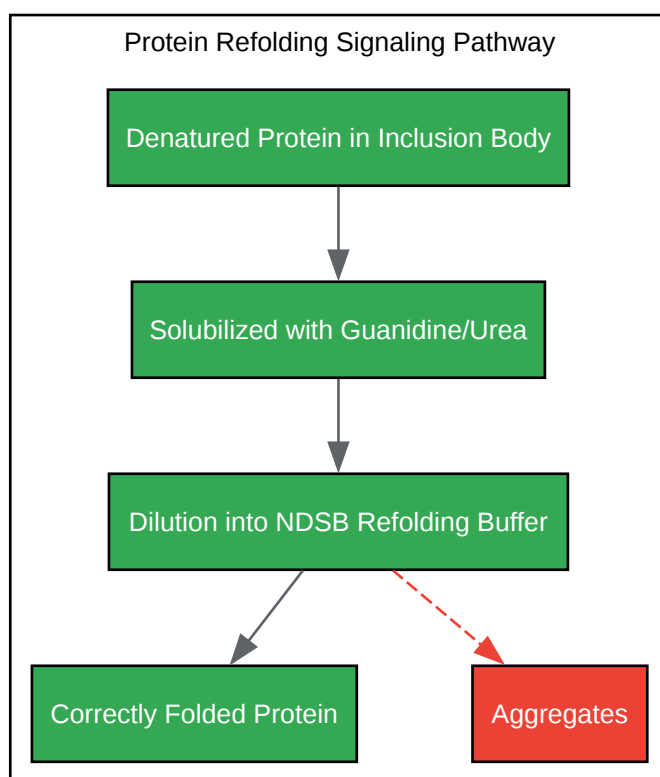 Protein Refolding Signaling Pathway
Denatured Protein in Inclusion Body
Solubilized with Guanidine/Urea
Dilution into NDSB Refolding Buffer
Correctly Folded Protein
Aggregates